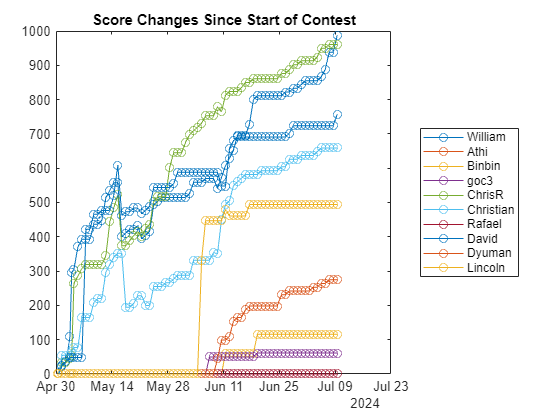 Score Changes Since Start of Contest
1000
900
800
700
600
500
400
300
200
100
0
Apr 30 May 14 May 28 Jun 11 Jun 25 Jul 09 Jul 23
2024
William
Athi
Binbin
goc3
ChrisR
Christian
Rafael
David
Dyuman
Lincoln